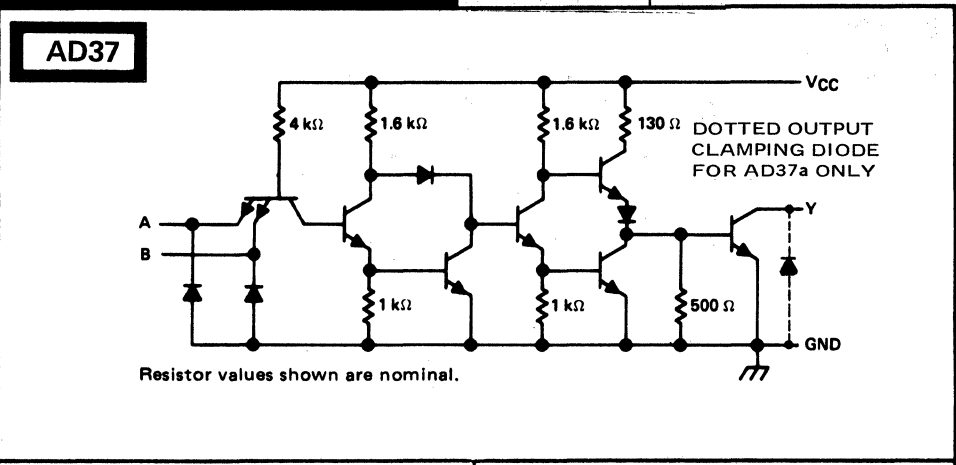 AD37
VCC
4 kΩ
1.6 kΩ
1.6 kΩ
130 Ω
DOTTED OUTPUT
CLAMPING DIODE
FOR AD37a ONLY
A
Y
B
1 kΩ
1 kΩ
500 Ω
GND
Resistor values shown are nominal.